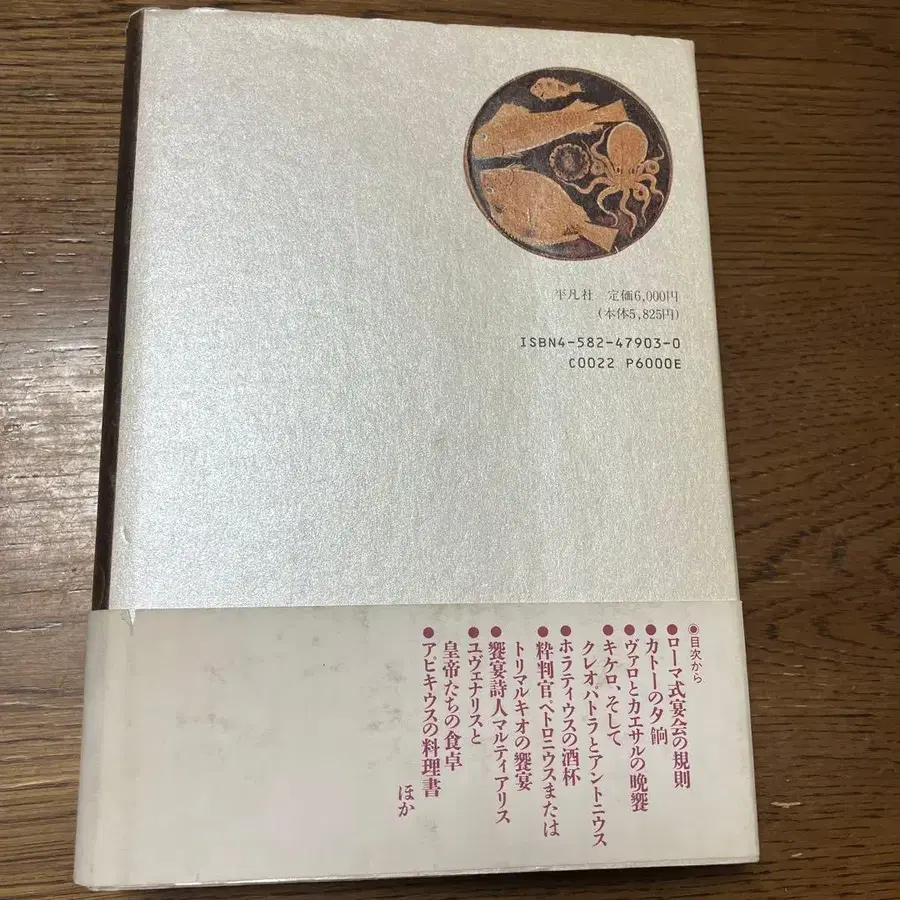 平凡社 定価6,000円
(本体5,825円)
ISBN4-582-47903-0
C0022 P6000E
◉目次から
●ローマ式宴会の規則
●カトーの夕餉
●ヴァロとカエサルの晩饗
●キケロ、そして
クレオパトラとアントニウス
●ホラティウスの酒杯
●粋判官ペトロニウスまたは
トリマルキオの饗宴
●饗宴詩人マルティアリス
●ユヴェナリスと
皇帝たちの食卓
●アピキウスの料理書
ほか